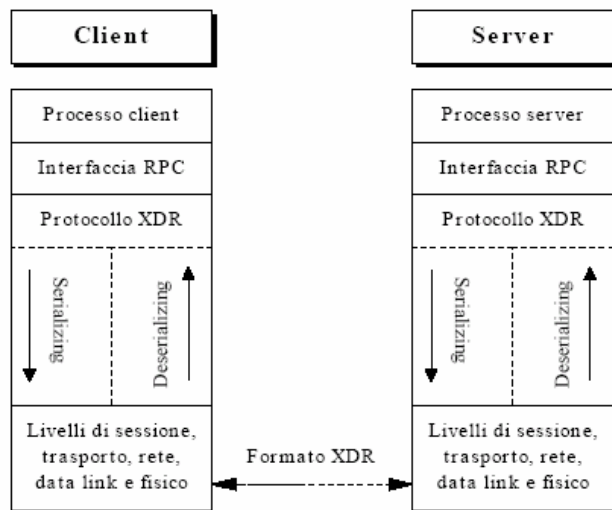 Client
Processo client
Interfaccia RPC
Protocollo XDR
Serializing
Deserializing
Livelli di sessione,
trasporto, rete,
data link e fisico
Formato XDR
Server
Processo server
Interfaccia RPC
Protocollo XDR
Serializing
Deserializing
Livelli di sessione,
trasporto, rete,
data link e fisico